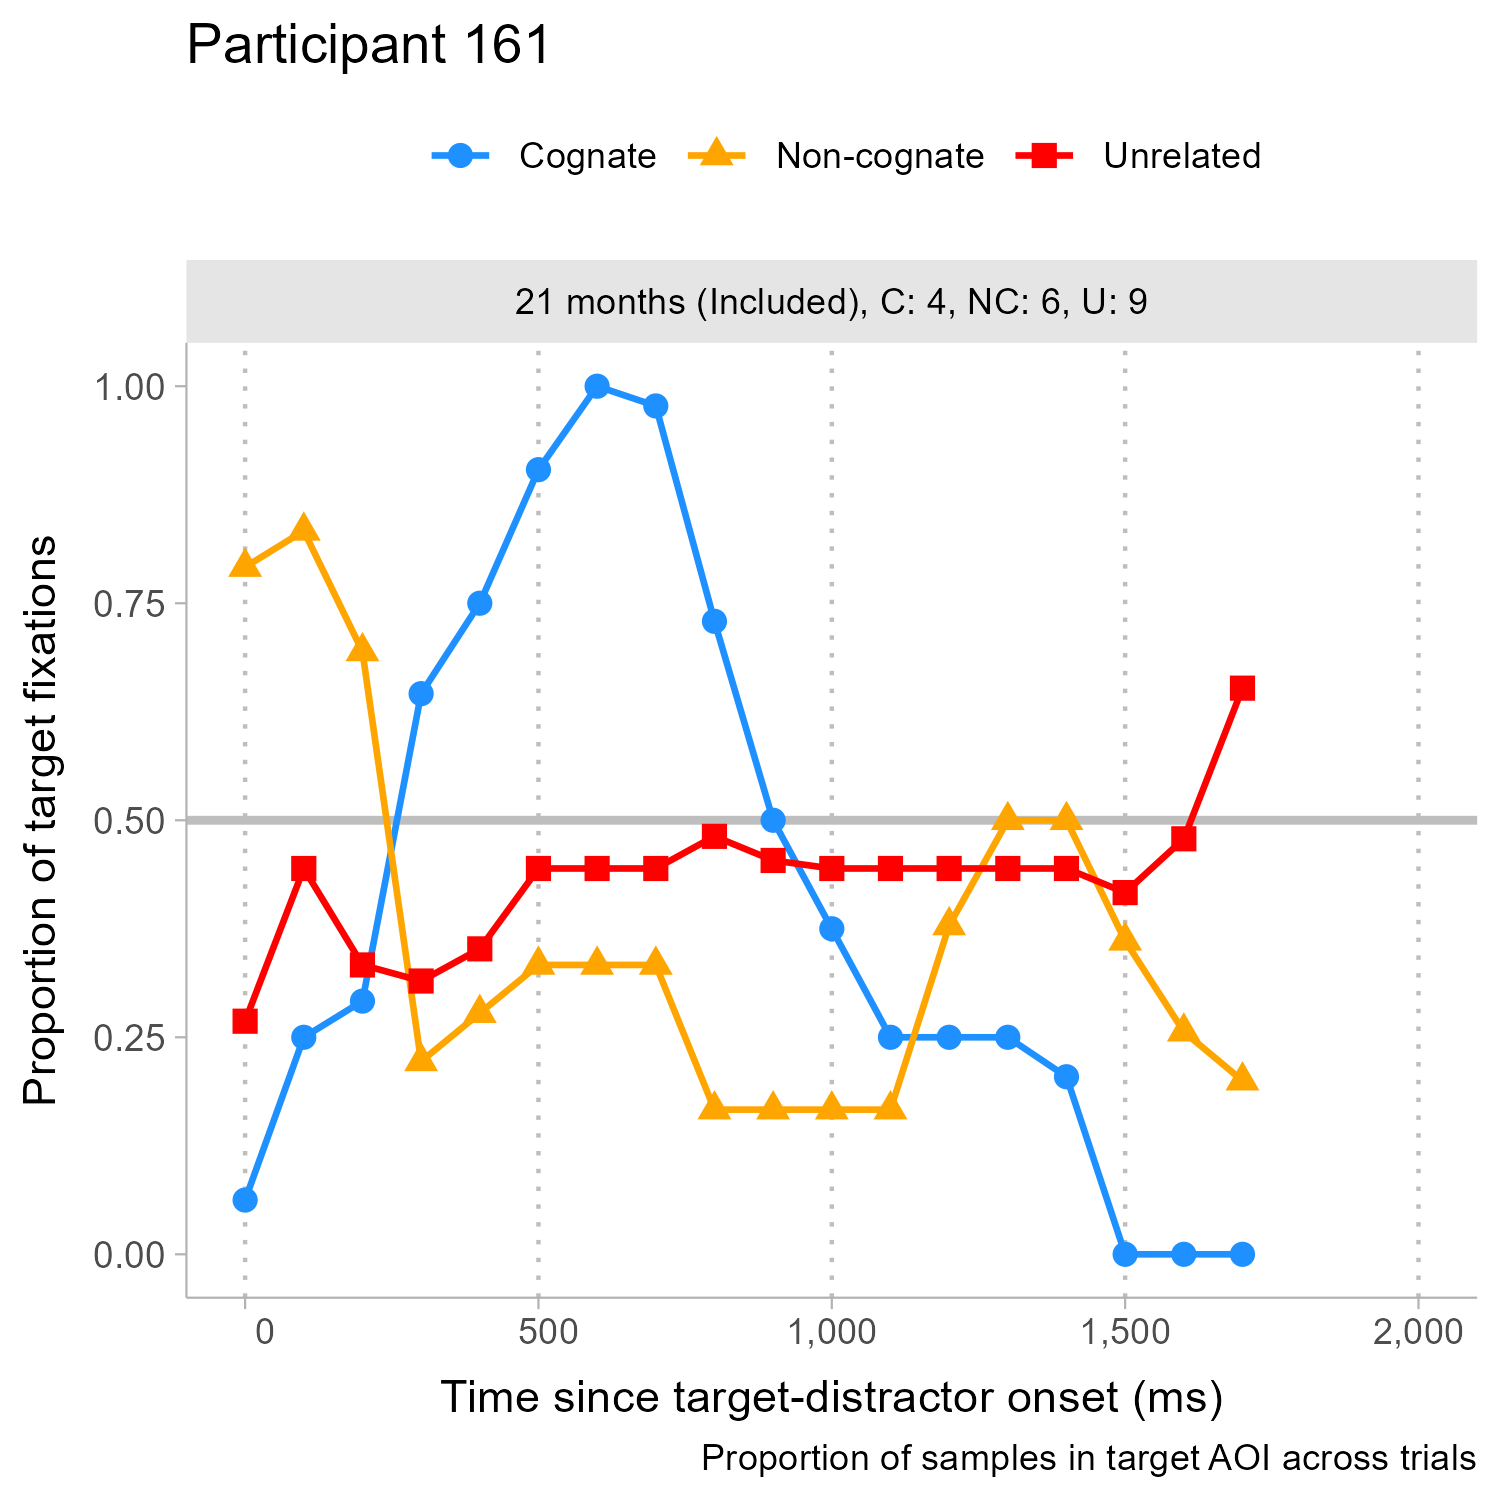 Participant 161
Cognate Non-cognate Unrelated
21 months (Included), C: 4, NC: 6, U: 9
1.00
0.75
0.50
0.25
0.00
Proportion of target fixations
0 500 1,000 1,500 2,000
Time since target-distractor onset (ms)
Proportion of samples in target AOI across trials